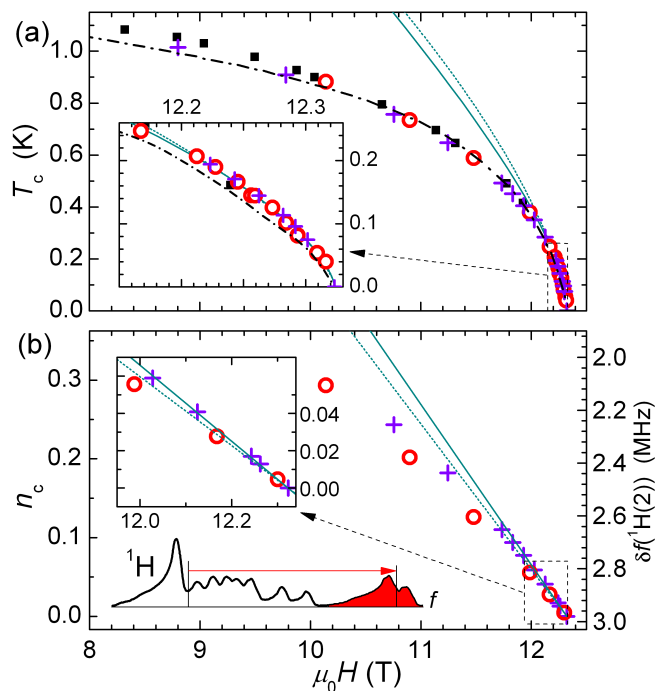 (a)
T_c (K)
1.0
0.8
0.6
0.4
0.2
0.0
12.2 12.3
0.2
0.1
0.0
(b)
n_c
0.3
0.2
0.1
0.0
0.04
0.02
0.00
12.0 12.2
2.0
2.2
2.4
2.6
2.8
3.0
δf(¹H(2)) (MHz)
¹H
f
8 9 10 11 12
μ₀H (T)